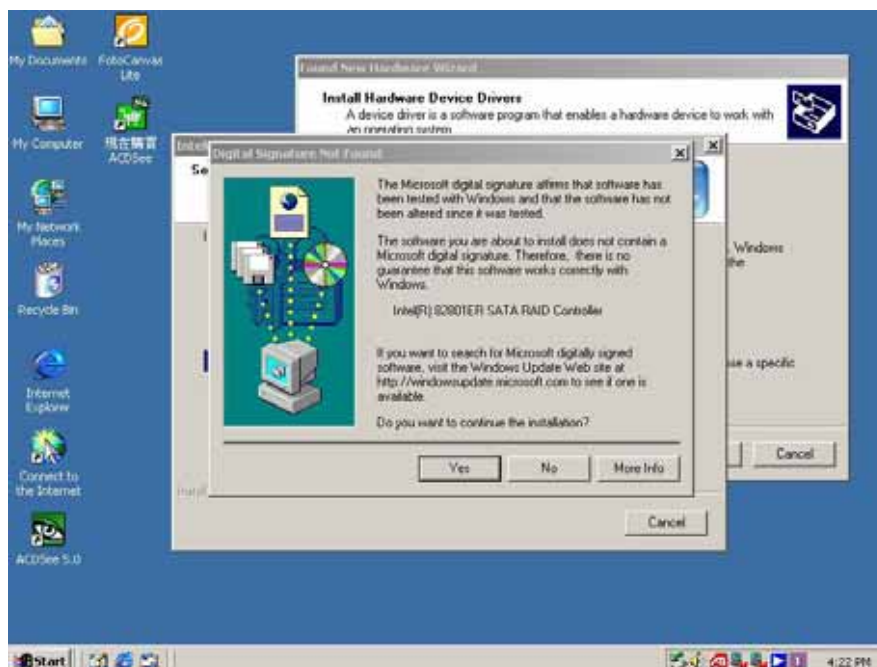 My Documents
FotoCanvas
Lite
My Computer
現在購買
ACDSee
My Network
Places
Recycle Bin
Internet
Explorer
Connect to
the Internet
ACDSee 5.0
Found New Hardware Wizard
Install Hardware Device Drivers
A device driver is a software program that enables a hardware device to work with
an operating system.
Windows
the
use a specific
Cancel
Intel
Se
Cancel
Digital Signature Not Found
The Microsoft digital signature affirms that software has
been tested with Windows and that the software has not
been altered since it was tested.
The software you are about to install does not contain a
Microsoft digital signature. Therefore, there is no
guarantee that this software works correctly with
Windows.
Intel(R) 82801ER SATA RAID Controller
If you want to search for Microsoft digitally signed
software, visit the Windows Update Web site at
http://windowsupdate.microsoft.com to see if one is
available.
Do you want to continue the installation?
Yes
No
More Info
Start
4:22 PM